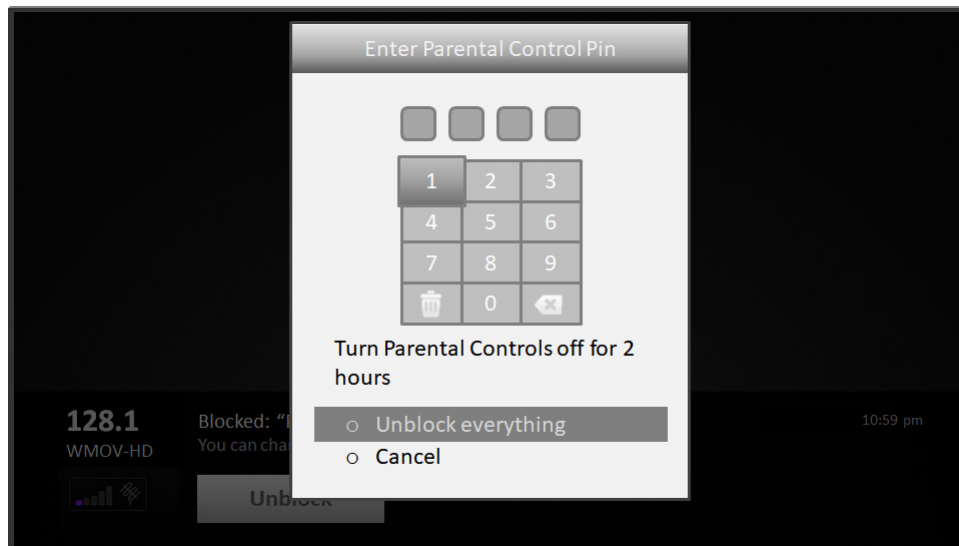 Enter Parental Control Pin
1 2 3
4 5 6
7 8 9
0
Turn Parental Controls off for 2
hours
○ Unblock everything
○ Cancel
128.1
WMOV-HD
Blocked:
You can
10:59 pm
Unblock